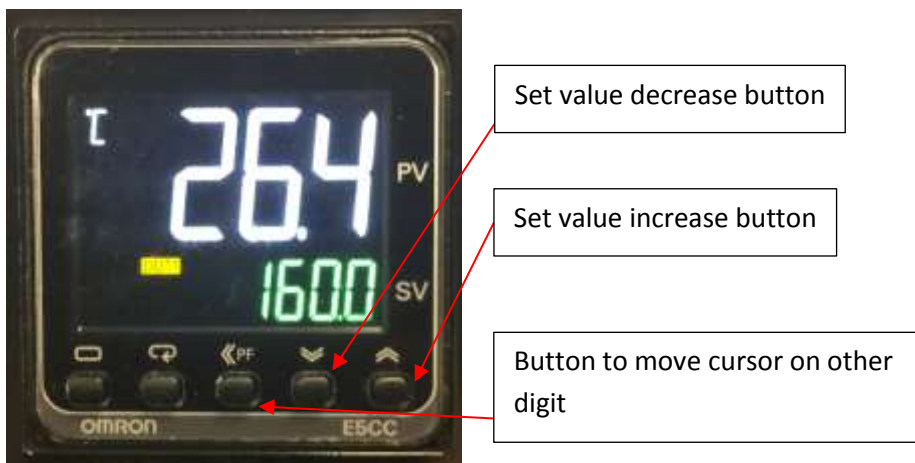 Set value decrease button
26.4
PV
Set value increase button
OUT1
160.0
SV
PF
Button to move cursor on other
digit
OMRON
E5CC